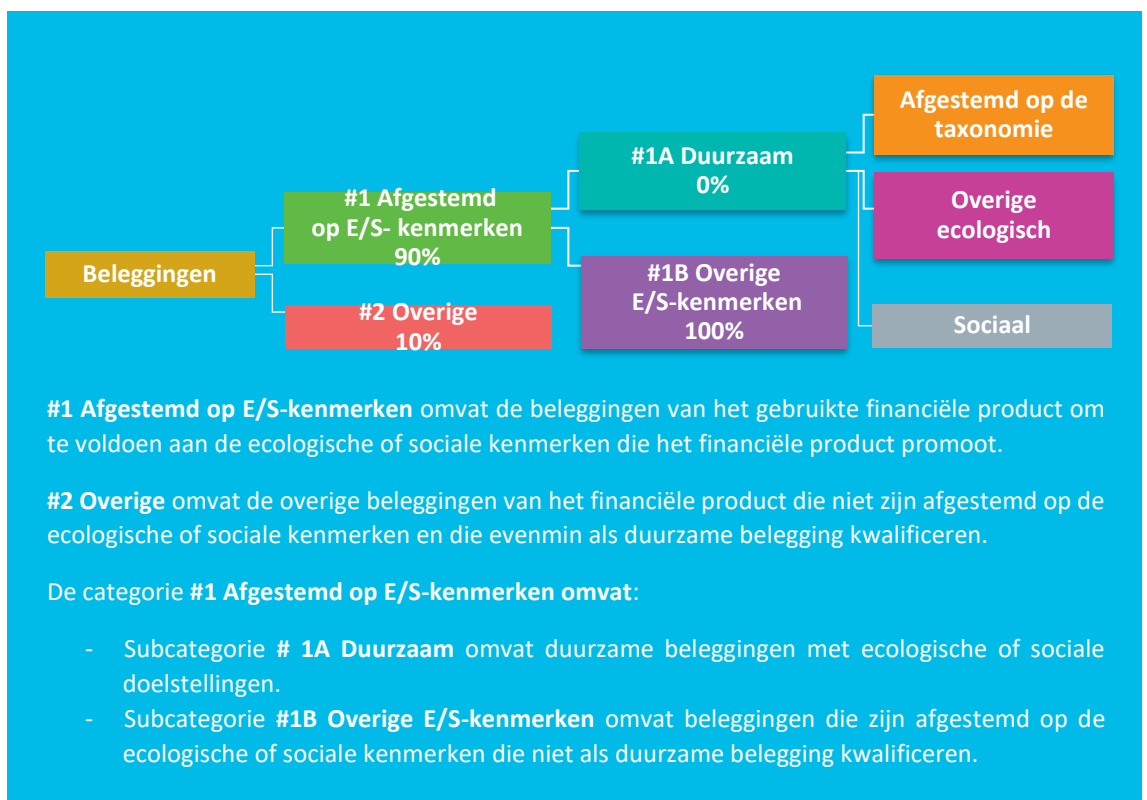 Afgestemd op de
taxonomie
#1A Duurzaam
0%
#1 Afgestemd
op E/S- kenmerken
90%
Overige
ecologisch
Beleggingen
#1B Overige
E/S-kenmerken
100%
#2 Overige
10%
Sociaal
#1 Afgestemd op E/S-kenmerken omvat de beleggingen van het gebruikte financiële product om
te voldoen aan de ecologische of sociale kenmerken die het financiële product promoot.
#2 Overige omvat de overige beleggingen van het financiële product die niet zijn afgestemd op de
ecologische of sociale kenmerken en die evenmin als duurzame belegging kwalificeren.
De categorie #1 Afgestemd op E/S-kenmerken omvat:
- Subcategorie # 1A Duurzaam omvat duurzame beleggingen met ecologische of sociale
doelstellingen.
- Subcategorie #1B Overige E/S-kenmerken omvat beleggingen die zijn afgestemd op de
ecologische of sociale kenmerken die niet als duurzame belegging kwalificeren.